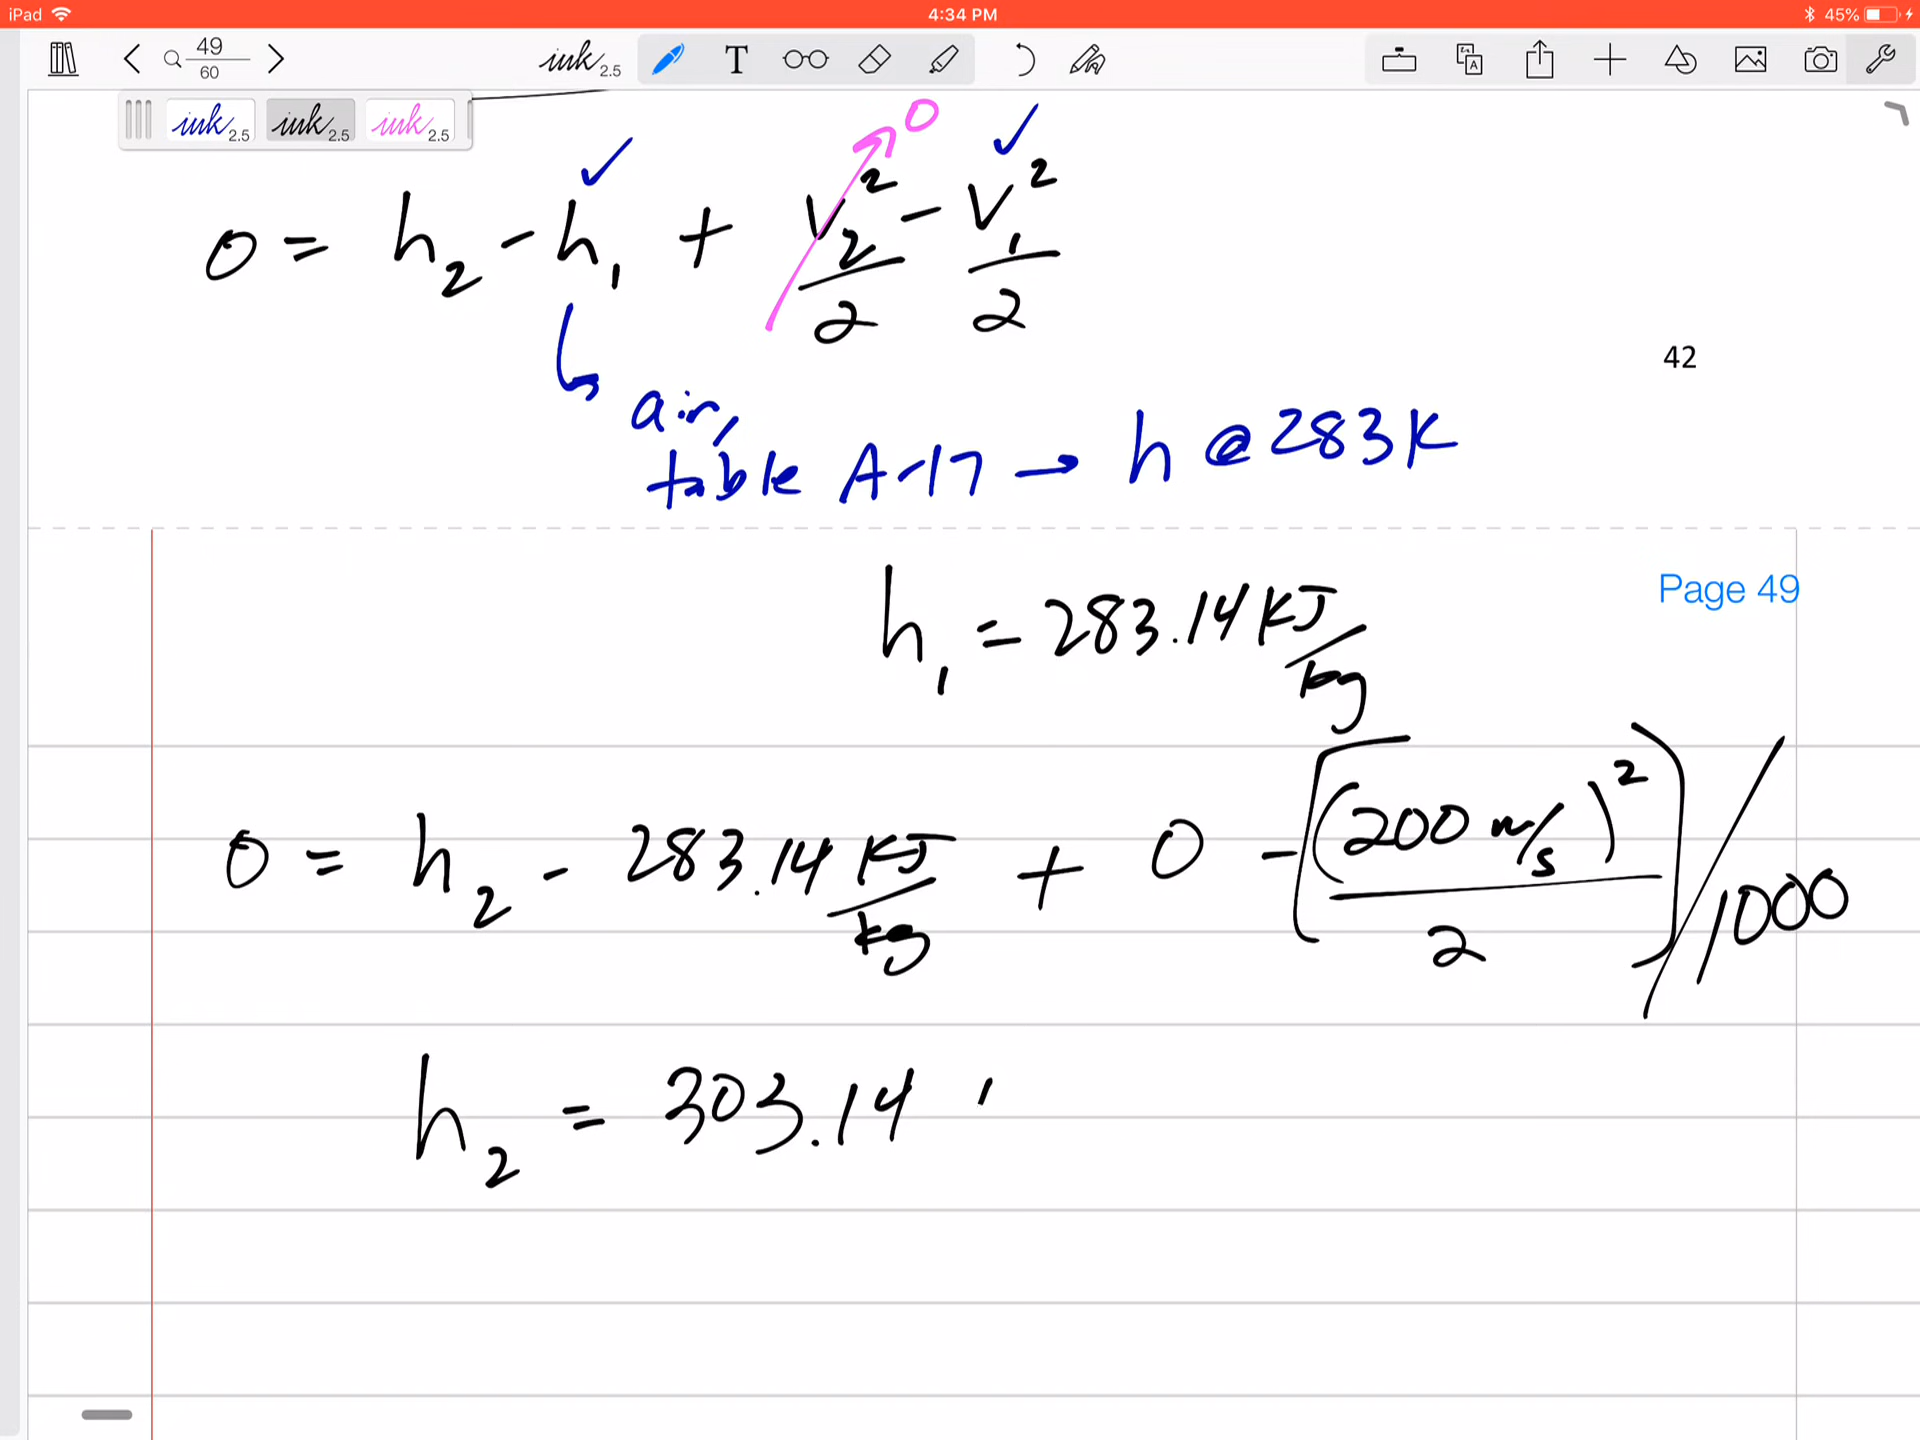 iPad 4:34 PM 45%
49
60
ink 2.5 T
ink 2.5 ink 2.5 ink 2.5
0
0 = h₂ - h₁ + V₂²/2 - V₁²/2
42
air,
table A-17 → h @ 283K
Page 49
h₁ = 283.14 KJ/kg
0 = h₂ - 283.14 KJ/kg + 0 - [(200 m/s)²/2]/1000
h₂ = 303.14